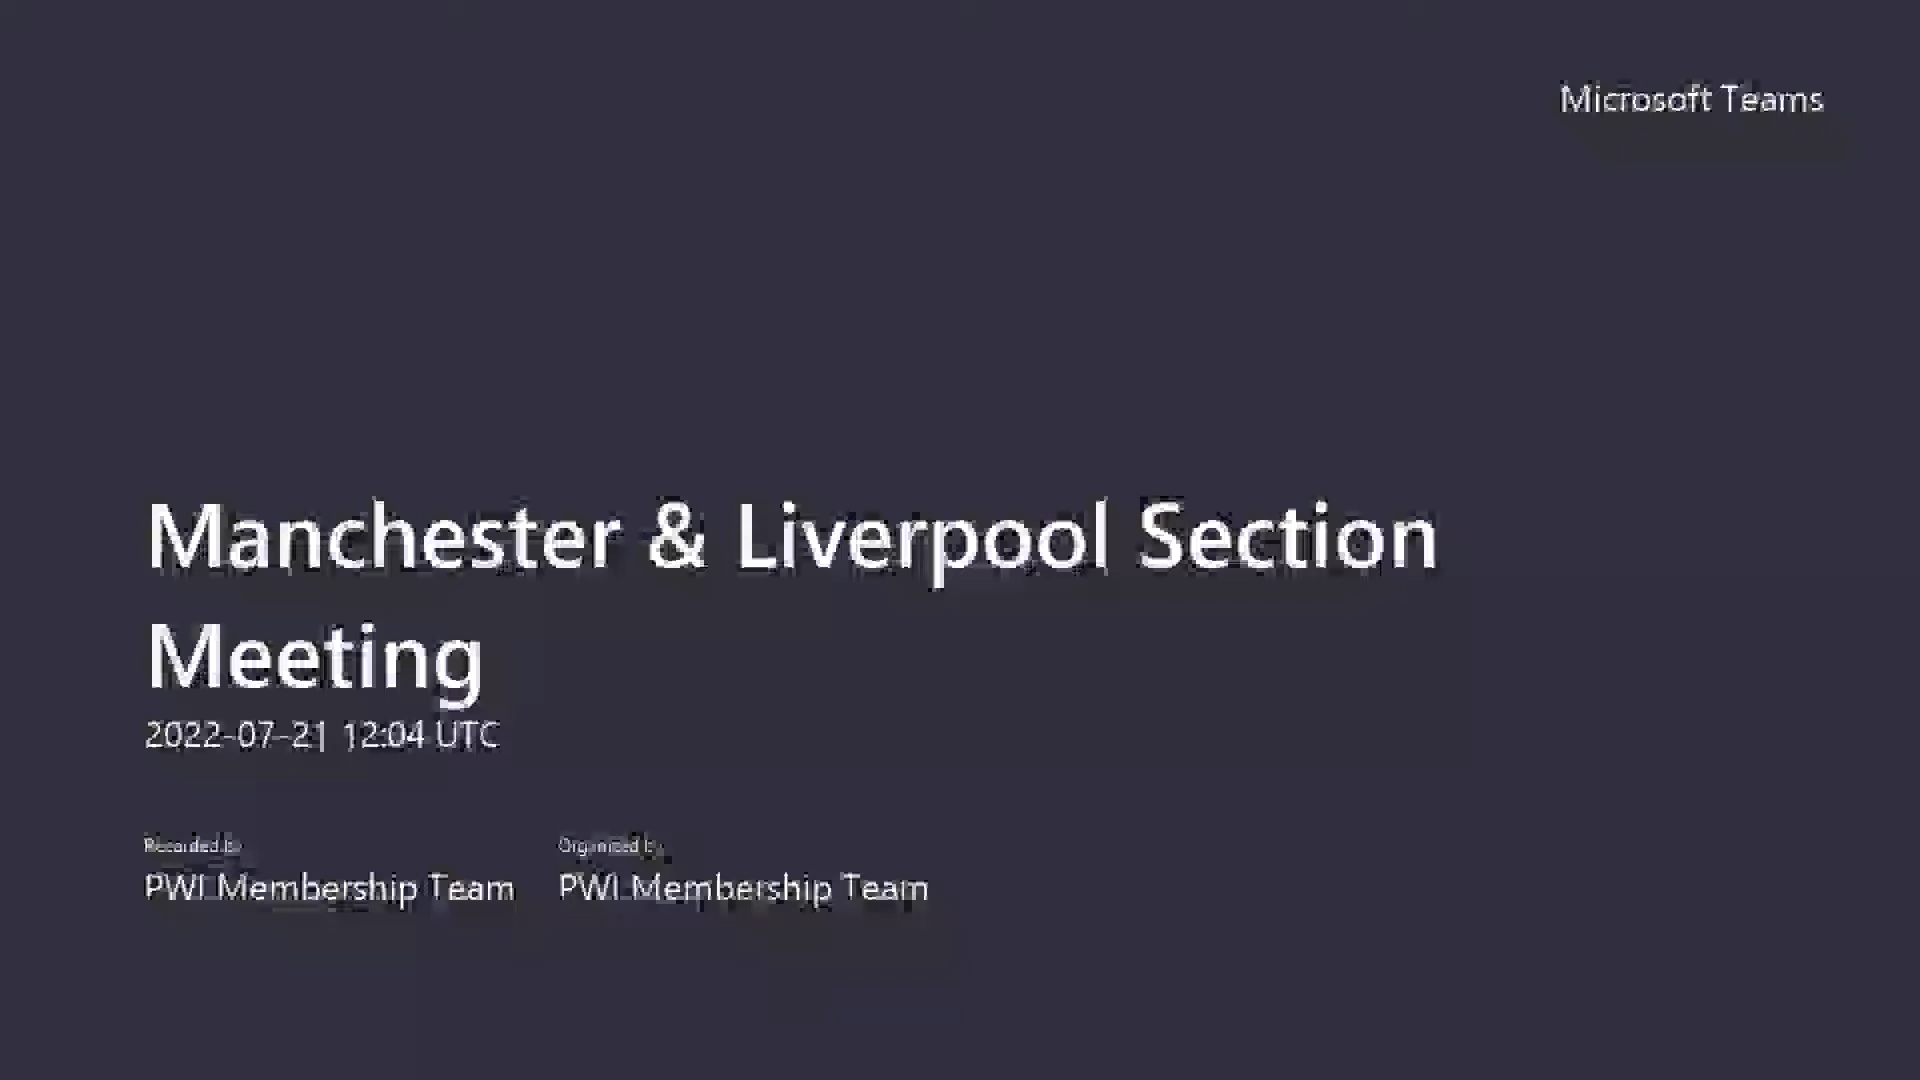 Microsoft Teams
Manchester & Liverpool Section
Meeting
2022-07-21 12:04 UTC
Recorded by
Organized by
PWI Membership Team
PWI Membership Team